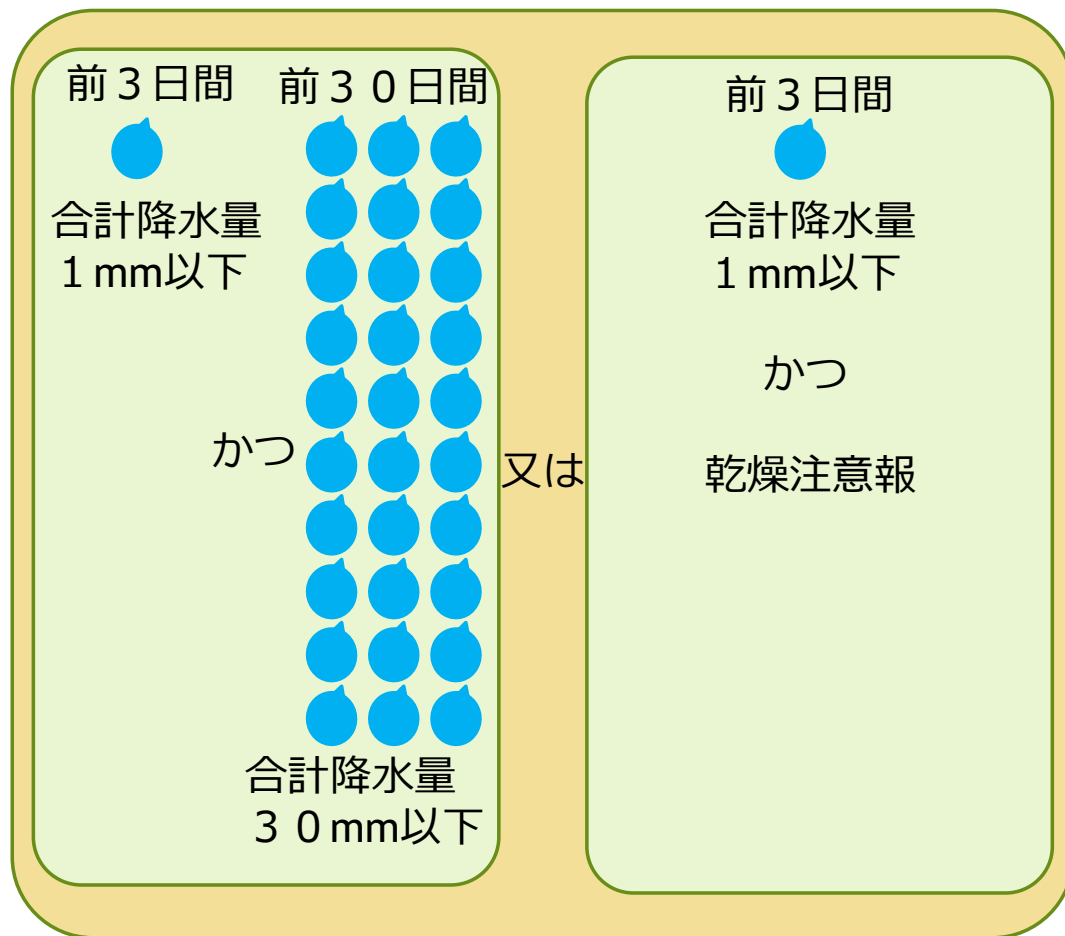 前３日間
合計降水量
１mm以下
かつ
前３０日間
合計降水量
３０mm以下
又は
前３日間
合計降水量
１mm以下
かつ
乾燥注意報